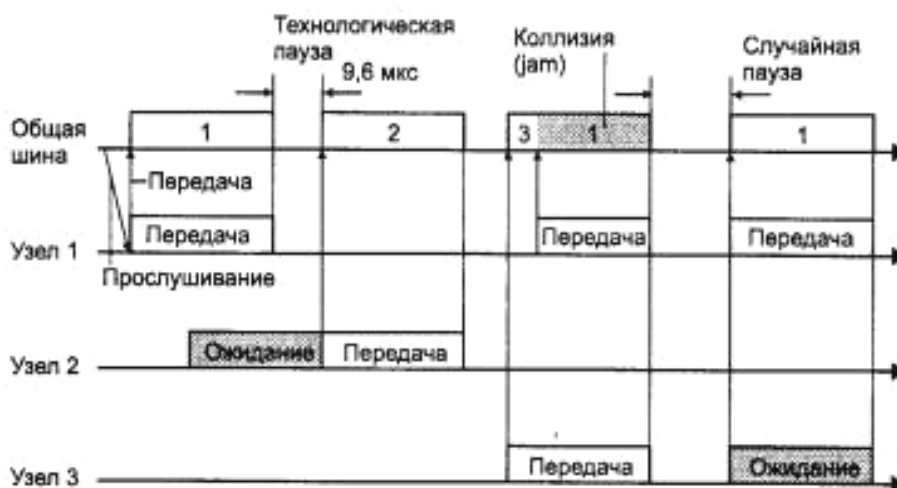 Технологическая
пауза
9,6 мкс
Коллизия
(jam)
Случайная
пауза
Общая
шина
1
2
3
1
1
Передача
Узел 1
Передача
Передача
Передача
Прослушивание
Узел 2
Ожидание
Передача
Узел 3
Передача
Ожидание